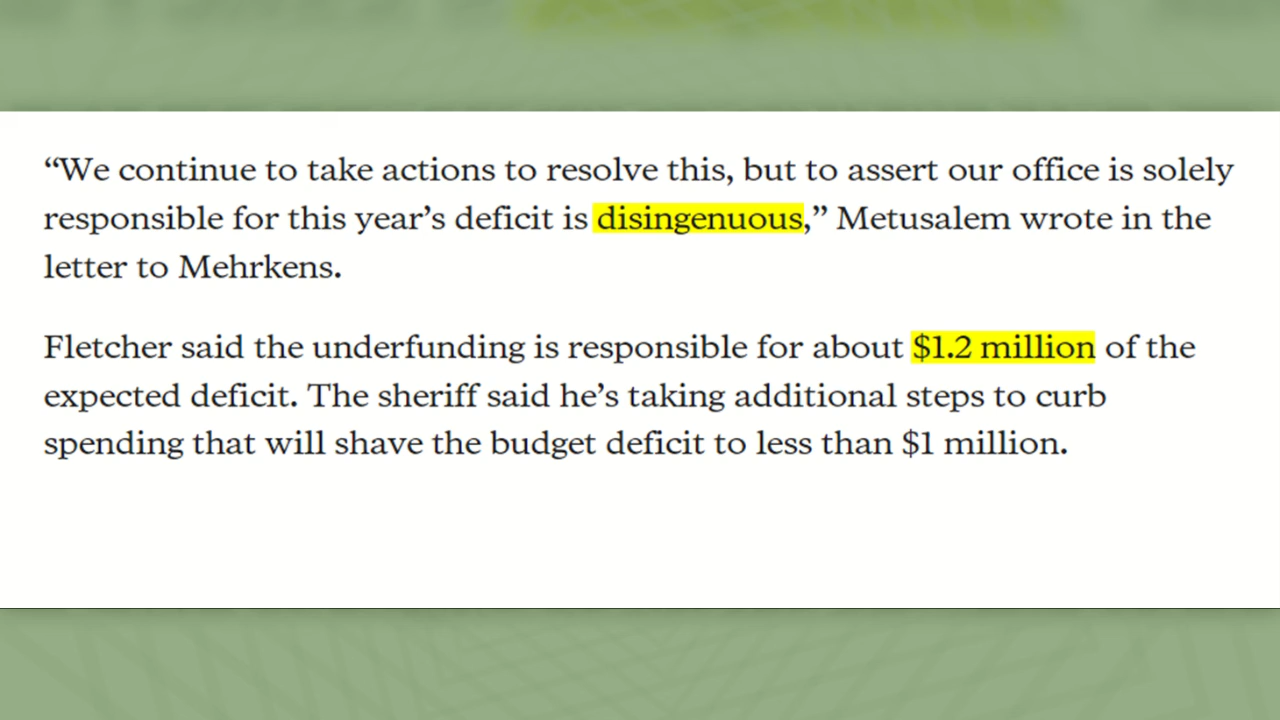 “We continue to take actions to resolve this, but to assert our office is solely
responsible for this year’s deficit is disingenuous,” Metusalem wrote in the
letter to Mehrkens.
Fletcher said the underfunding is responsible for about $1.2 million of the
expected deficit. The sheriff said he’s taking additional steps to curb
spending that will shave the budget deficit to less than $1 million.